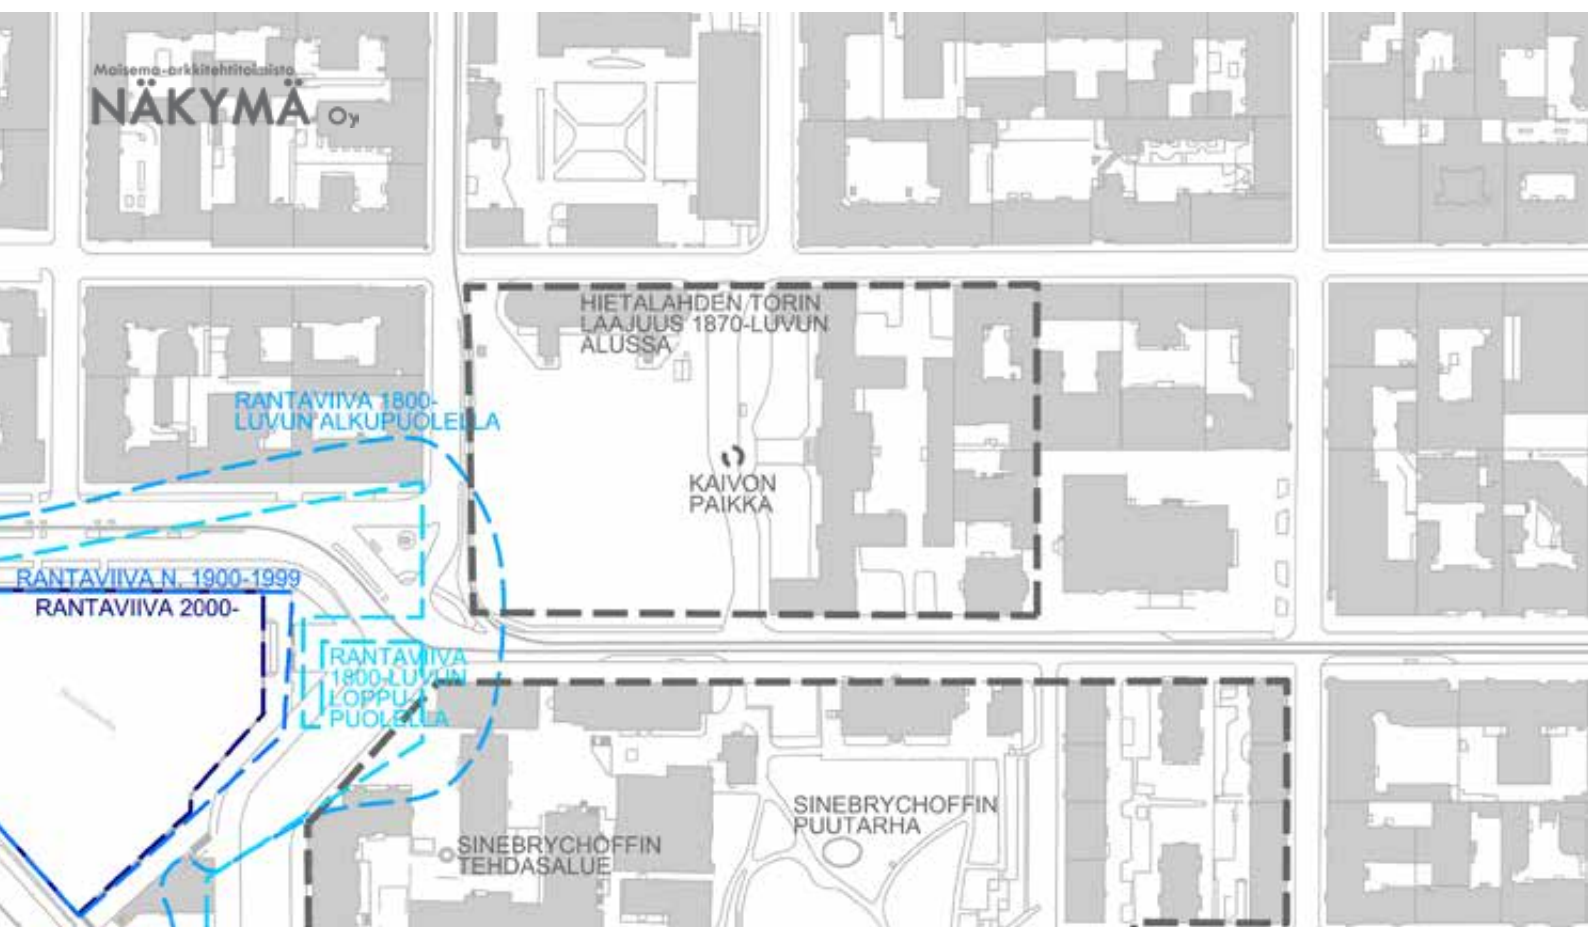 Maisema-arkkitehtitoimisto
NÄKYMÄ Oy
HIETALAHDEN TORIN
LAAJUUS 1870-LUVUN
ALUSSA
RANTAVIIVA 1800-
LUVUN ALKUPUOLELLA
KAIVON
PAIKKA
RANTAVIIVA N. 1900-1999
RANTAVIIVA 2000-
RANTAVIIVA
1800-LUVUN
LOPPU-
PUOLELLA
SINEBRYCHOFFIN
PUUTARHA
SINEBRYCHOFFIN
TEHDASALUE